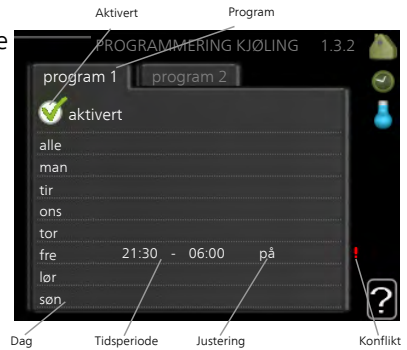 Aktivert Program
e
PROGRAMMERING KJØLING 1.3.2
program 1 program 2
aktivert
alle
man
tir
ons
tor
fre 21:30 - 06:00 på !
lør
søn
?
Dag Tidsperiode Justering Konflikt